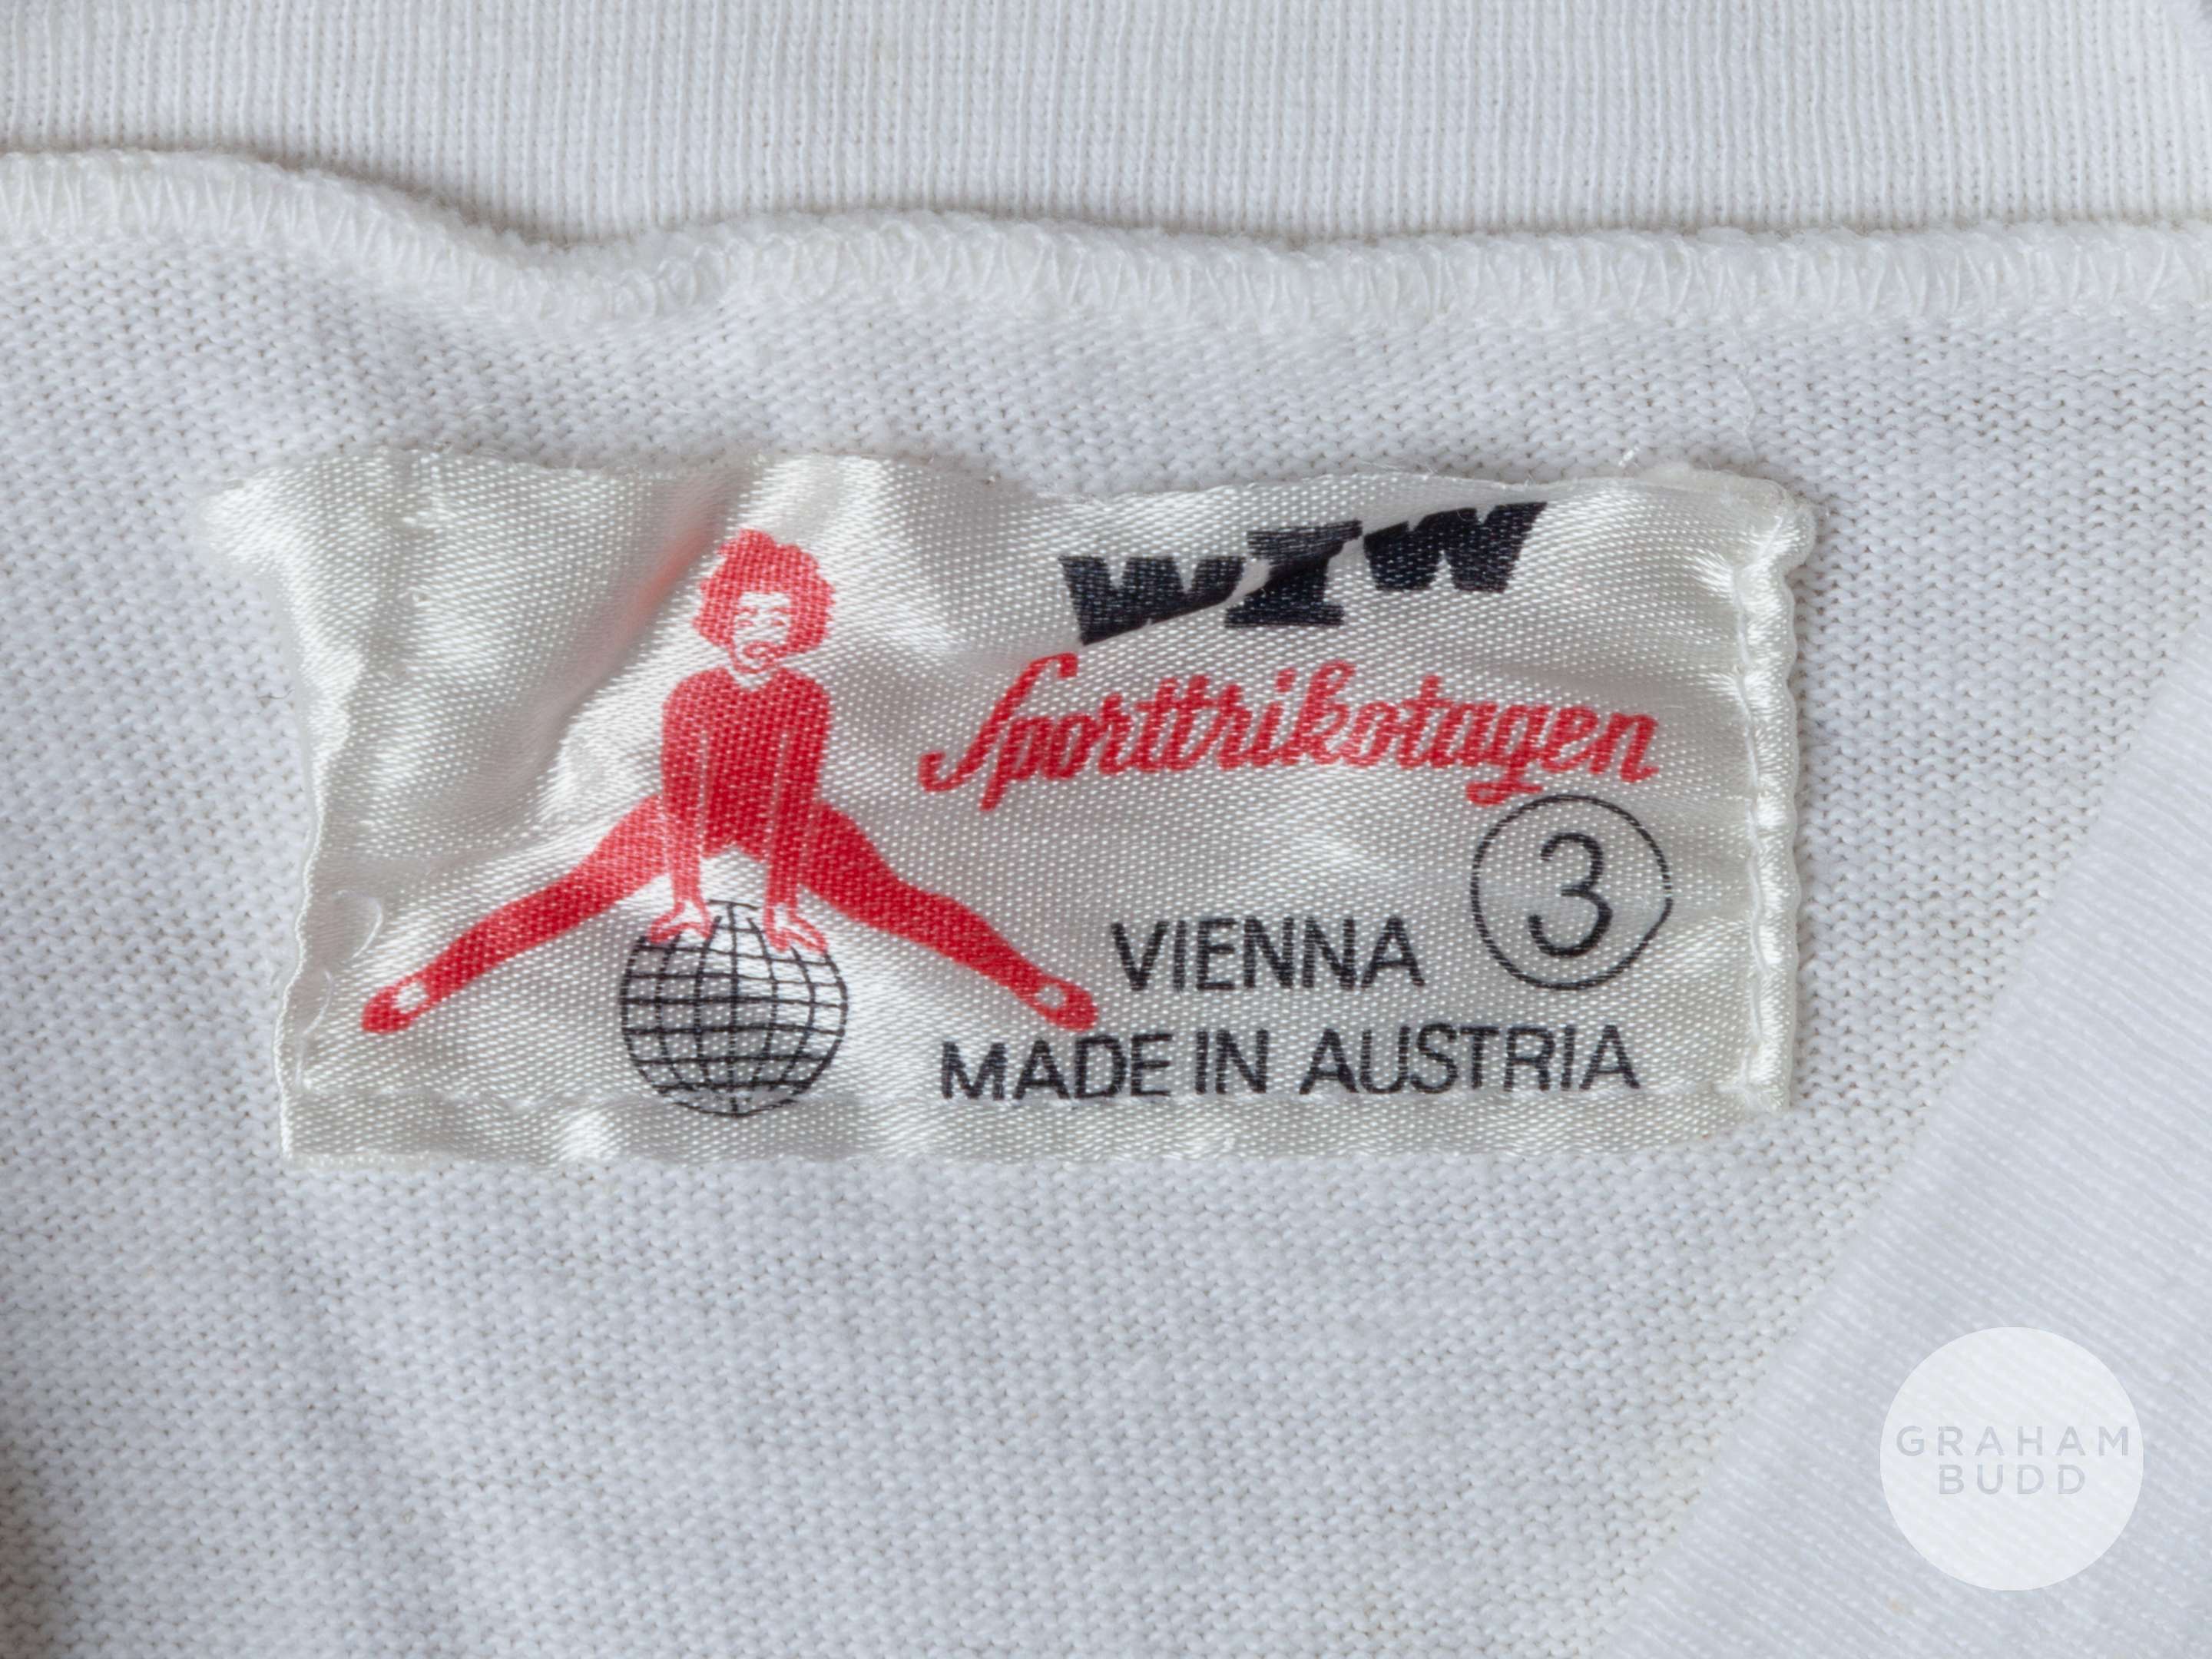 WIW
Sporttrikotagen
3
VIENNA
MADE IN AUSTRIA
GRAHAM
BUDD